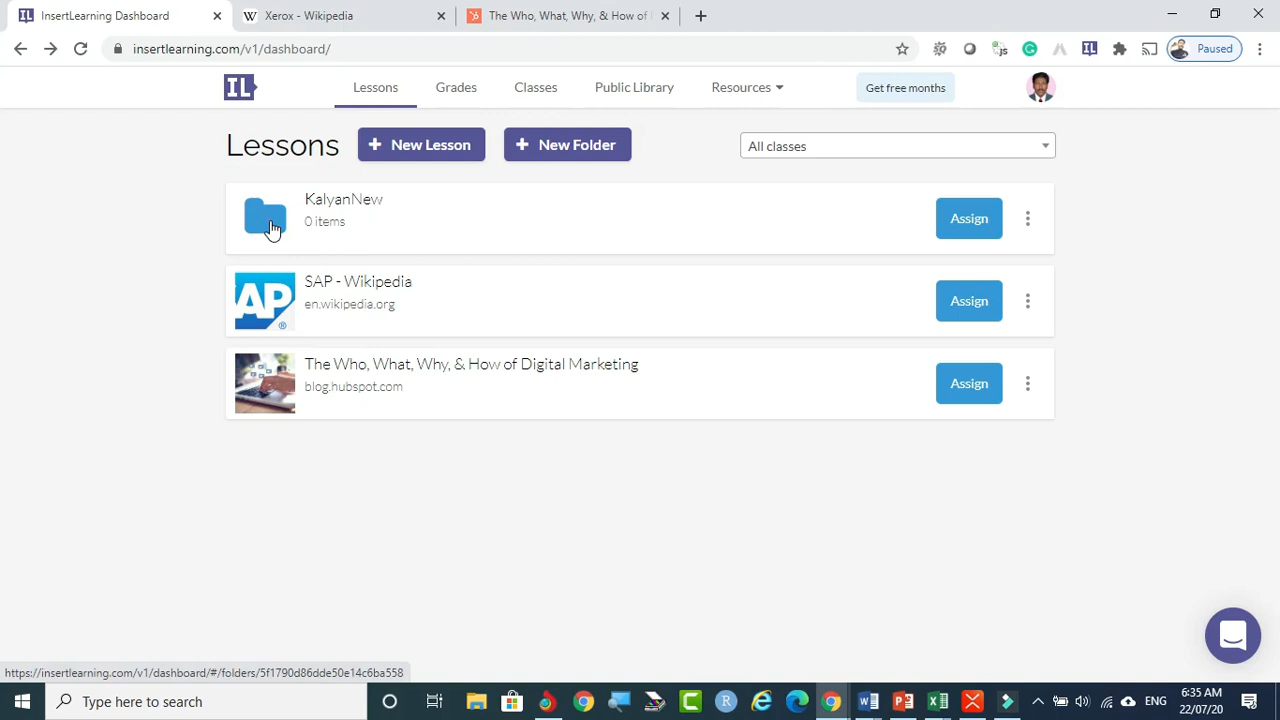 InsertLearning Dashboard
Xerox - Wikipedia
The Who, What, Why, & How of
insertlearning.com/v1/dashboard/
Paused
IL
Lessons
Grades
Classes
Public Library
Resources
Get free months
Lessons
+ New Lesson
+ New Folder
All classes
KalyanNew
0 items
Assign
SAP - Wikipedia
en.wikipedia.org
Assign
The Who, What, Why, & How of Digital Marketing
blog.hubspot.com
Assign
https://insertlearning.com/v1/dashboard/#/folders/5f1790d86dde50e14c6ba558
Type here to search
ENG
6:35 AM
22/07/20